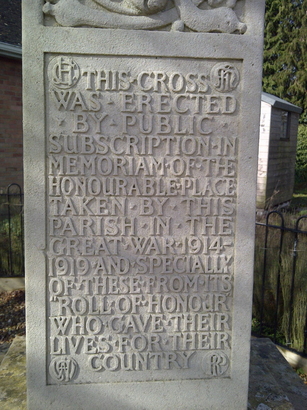 THIS·CROSS
WAS·ERECTED
·BY·PUBLIC
SUBSCRIPTION·IN
MEMORIAM·OF·THE
HONOURABLE·PLACE
TAKEN·BY·THIS
PARISH·IN·THE
GREAT·WAR·1914-
1919·AND·SPECIALLY
OF·THESE·FROM·ITS
"ROLL·OF·HONOUR"
WHO·GAVE·THEIR
LIVES·FOR·THEIR
COUNTRY